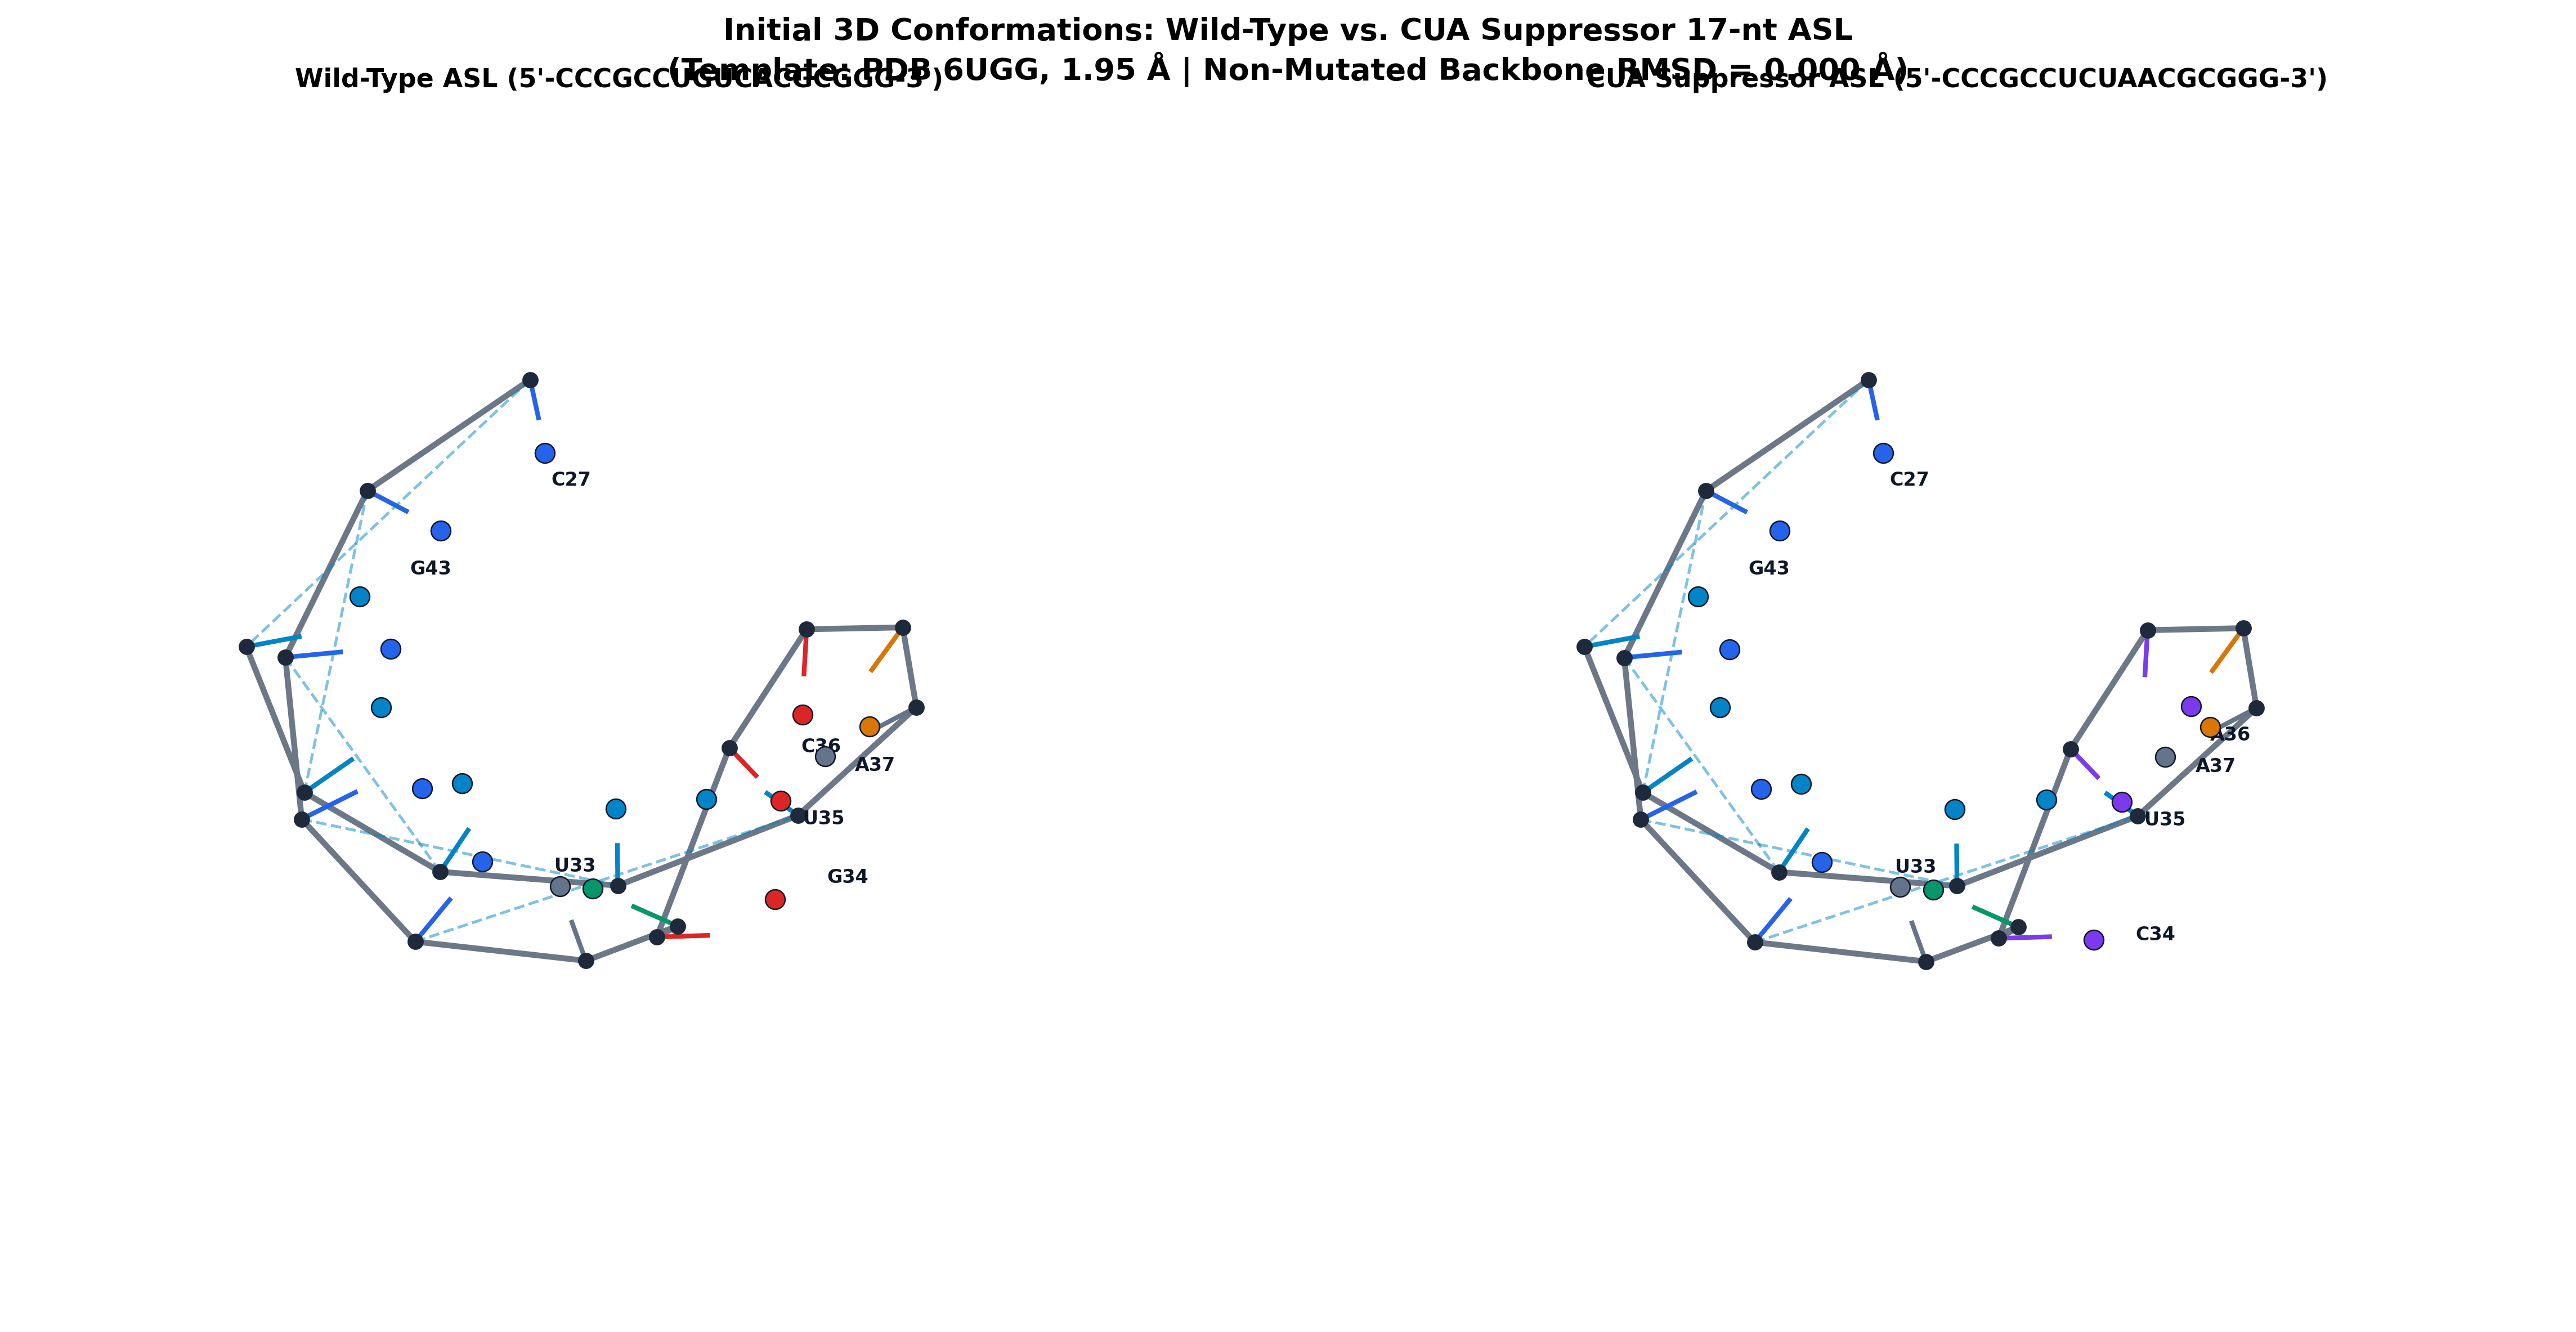 Initial 3D Conformations: Wild-Type vs. CUA Suppressor 17-nt ASL
(Template: PDB 6UGG, 1.95 Å | Non-Mutated Backbone RMSD = 0.000 Å)
Wild-Type ASL (5'-CCCGCCUGUCACGCGGG-3')
CUA Suppressor ASL (5'-CCCGCCUCUAACGCGGG-3')
C27
G43
C36
A37
U35
U33
G34
C27
G43
A36
A37
U35
U33
C34